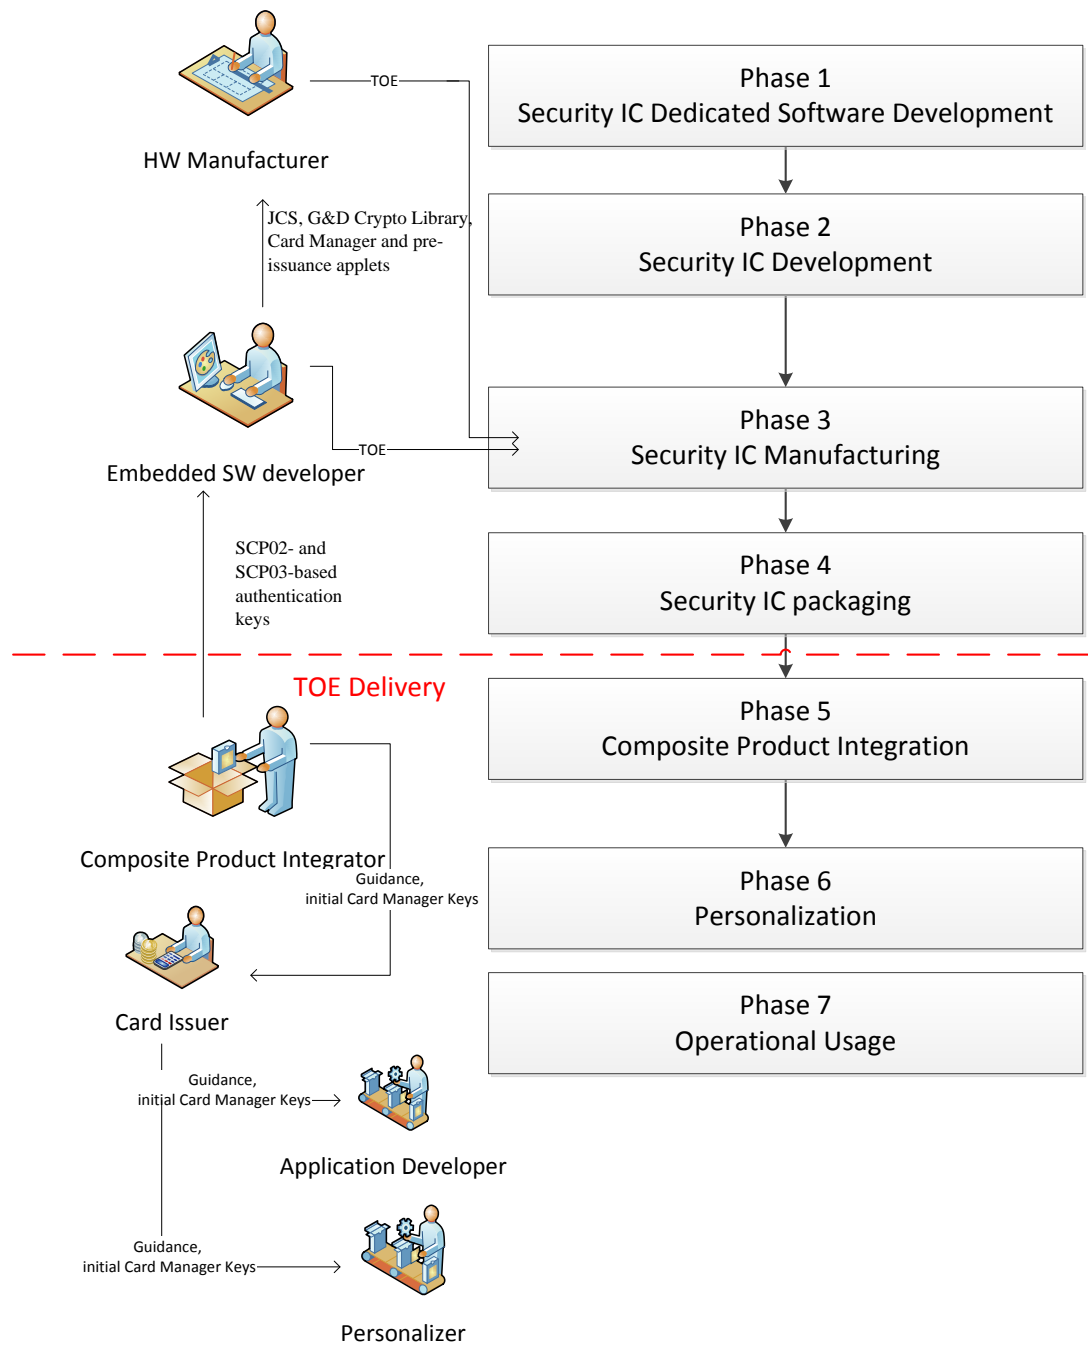 TOE
HW Manufacturer
Phase 1
Security IC Dedicated Software Development
JCS, G&D Crypto Library,
Card Manager and pre-
issuance applets
Phase 2
Security IC Development
Embedded SW developer
TOE
Phase 3
Security IC Manufacturing
SCP02- and
SCP03-based
authentication
keys
Phase 4
Security IC packaging
TOE Delivery
Phase 5
Composite Product Integration
Composite Product Integrator
Guidance,
initial Card Manager Keys
Phase 6
Personalization
Card Issuer
Phase 7
Operational Usage
Guidance,
initial Card Manager Keys
Application Developer
Guidance,
initial Card Manager Keys
Personalizer